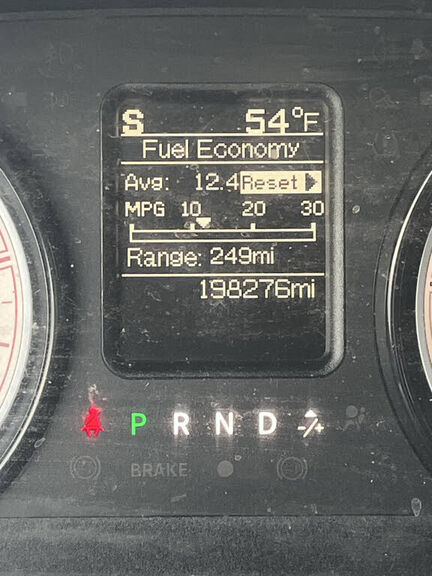 S 54°F
Fuel Economy
Avg: 12.4 Reset
MPG 10 20 30
Range: 249mi
198276mi
P R N D
BRAKE